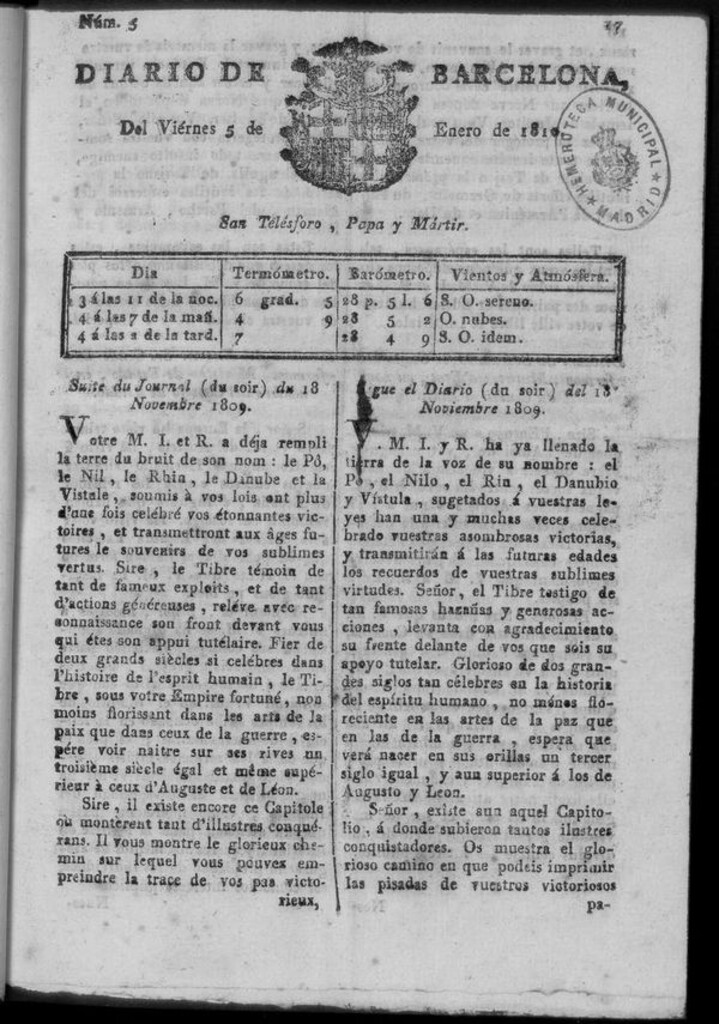 Núm. 5
17
DIARIO DE BARCELONA,
Del Viérnes 5 de Enero de 1810
HEMEROTECA MUNICIPAL
MADRID
San Télésforo, Papa y Mártir.
Dia Termómetro. Barómetro. Vientos y Atmósfera.
3 á las 11 de la noc. 6 grad. 5 28 p. 5 l. 6 S. O. sereno.
4 á las 7 de la mañ. 4 9 28 5 2 O. nubes.
4 á las 2 de la tard. 7 28 4 9 S. O. idem.
Suite du Journal (du soir) du 18
Novembre 1809.
Votre M. I. et R. a déja rempli
la terre du bruit de son nom : le Pô,
le Nil, le Rhin, le Danube et la
Vistule, soumis à vos lois ont plus
d'une fois celébré vos étonnantes vic-
toires, et transmettront aux âges fu-
tures le souvenirs de vos sublimes
vertus. Sire, le Tibre témoin de
tant de fameux exploits, et de tant
d'actions généreuses, reléve avec re-
connaissance son front devant vous
qui étes son appui tutélaire. Fier de
deux grands siècles si celébres dans
l'histoire de l'esprit humain, le Ti-
bre, sous votre Empire fortuné, non
moins florissant dans les arts de la
paix que dans ceux de la guerre, es-
pére voir naitre sur ses rives un
troisième siècle égal et même supé-
rieur à ceux d'Auguste et de Léon.
Sire, il existe encore ce Capitole
où monterent tant d'illustres conqué-
rans. Il vous montre le glorieux che-
min sur lequel vous pouvez em-
preindre la trace de vos pas victo-
rieux,
gue el Diario (du soir) del 18
Noviembre 1809.
V. M. I. y R. ha ya llenado la
tierra de la voz de su nombre : el
Pó, el Nilo, el Rin, el Danubio
y Vístula, sugetados á vuestras le-
yes han una y muchas veces cele-
brado vuestras asombrosas victorias,
y transmitirán á las futuras edades
los recuerdos de vuestras sublimes
virtudes. Señor, el Tibre testigo de
tan famosas hazañas y generosas ac-
ciones, levanta con agradecimiento
su frente delante de vos que sois su
apoyo tutelar. Glorioso de dos gran-
des siglos tan célebres en la historia
del espíritu humano, no ménos flo-
reciente en las artes de la paz que
en las de la guerra, espera que
verá nacer en sus orillas un tercer
siglo igual, y aun superior á los de
Augusto y Leon.
Señor, existe aun aquel Capito-
lio, á donde subieron tantos ilustres
conquistadores. Os muestra el glo-
rioso camino en que podeis imprimir
las pisadas de vuestros victoriosos
pa-